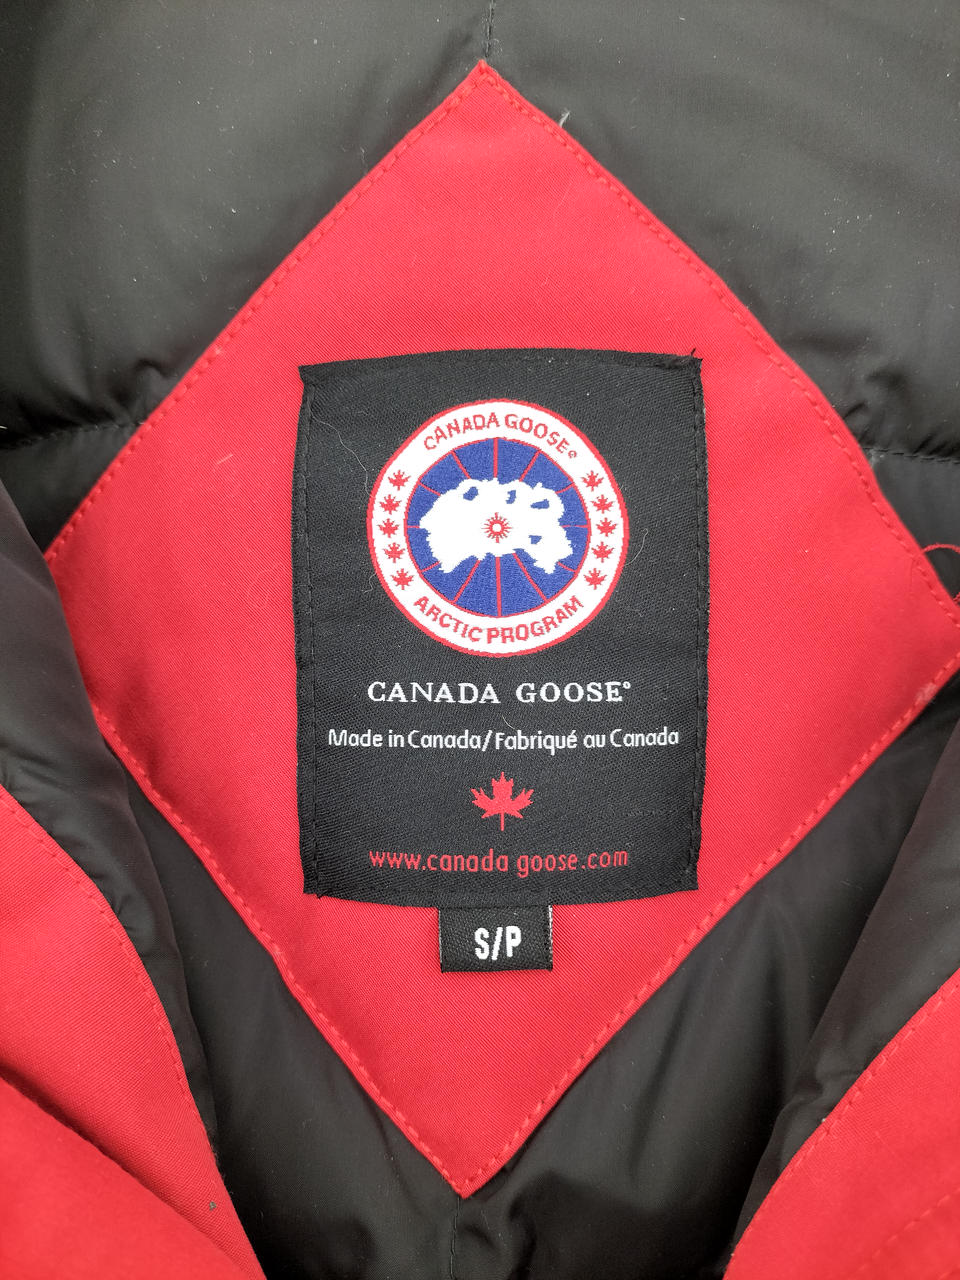 CANADA GOOSE®
ARCTIC PROGRAM
CANADA GOOSE®
Made in Canada/Fabriqué au Canada
www.canada goose.com
S/P